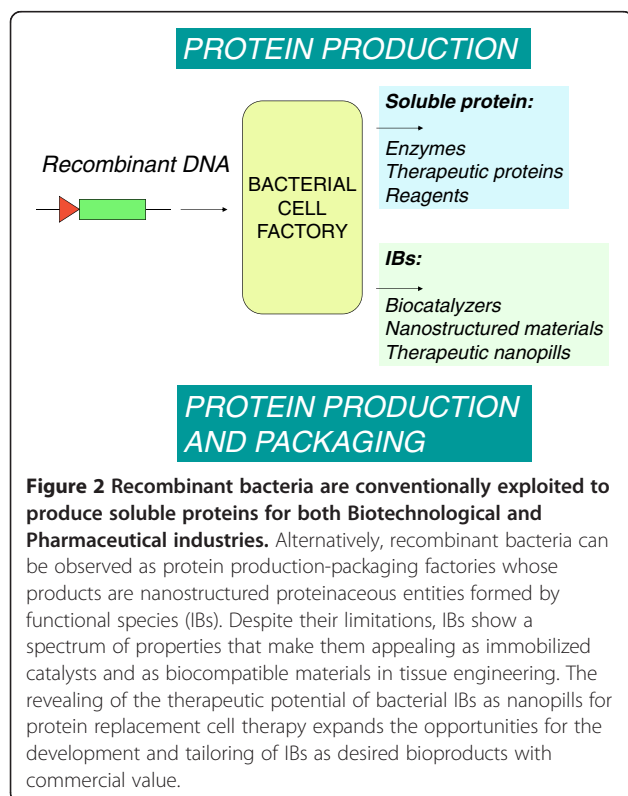 PROTEIN PRODUCTION
Soluble protein:
Enzymes
Therapeutic proteins
Reagents
Recombinant DNA
BACTERIAL
CELL
FACTORY
IBs:
Biocatalyzers
Nanostructured materials
Therapeutic nanopills
PROTEIN PRODUCTION
AND PACKAGING
Figure 2 Recombinant bacteria are conventionally exploited to
produce soluble proteins for both Biotechnological and
Pharmaceutical industries. Alternatively, recombinant bacteria can
be observed as protein production-packaging factories whose
products are nanostructured proteinaceous entities formed by
functional species (IBs). Despite their limitations, IBs show a
spectrum of properties that make them appealing as immobilized
catalysts and as biocompatible materials in tissue engineering. The
revealing of the therapeutic potential of bacterial IBs as nanopills for
protein replacement cell therapy expands the opportunities for the
development and tailoring of IBs as desired bioproducts with
commercial value.